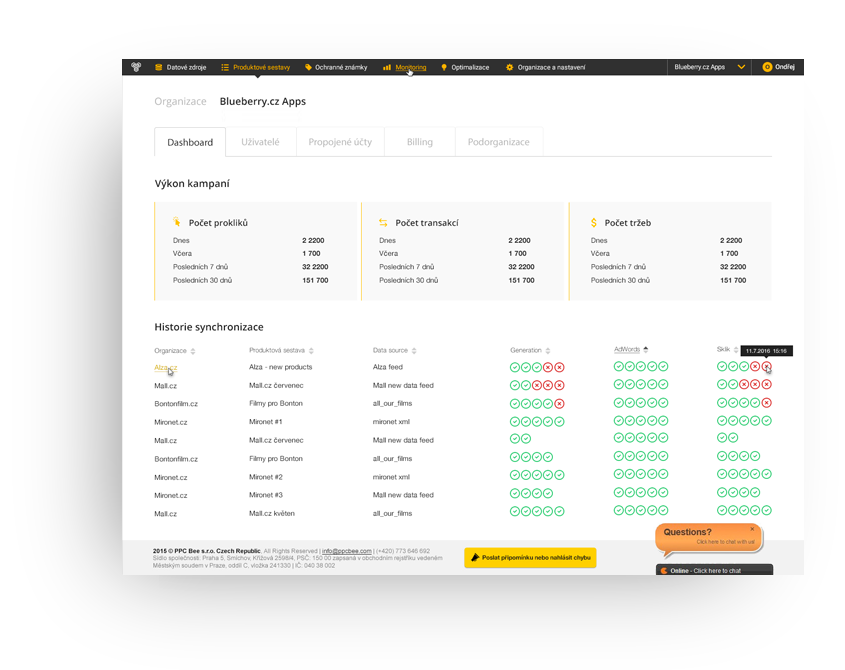 Datové zdroje Produktové sestavy Ochranné známky Monitoring Optimalizace Organizace a nastavení Blueberry.cz Apps O Ondřej
Organizace Blueberry.cz Apps
Dashboard Uživatelé Propojené účty Billing Podorganizace
Výkon kampaní
Počet prokliků
Dnes 2 2200
Včera 1 700
Posledních 7 dnů 32 2200
Posledních 30 dnů 151 700
Počet transakcí
Dnes 2 2200
Včera 1 700
Posledních 7 dnů 32 2200
Posledních 30 dnů 151 700
$ Počet tržeb
Dnes 2 2200
Včera 1 700
Posledních 7 dnů 32 2200
Posledních 30 dnů 151 700
Historie synchronizace
Organizace Produktová sestava Data source Generation AdWords Sklik 11.7.2016 15:16
Alza.cz Alza - new products Alza feed
Mall.cz Mall.cz červenec Mall new data feed
Bontonfilm.cz Filmy pro Bonton all_our_films
Mironet.cz Mironet #1 mironet xml
Mall.cz Mall.cz červenec Mall new data feed
Bontonfilm.cz Filmy pro Bonton all_our_films
Mironet.cz Mironet #2 mironet xml
Mironet.cz Mironet #3 Mall new data feed
Mall.cz Mall.cz květen all_our_films
2015 © PPC Bee s.r.o. Czech Republic, All Rights Reserved | info@ppcbee.com | (+420) 773 646 692
Sídlo společnosti: Praha 5, Smíchov, Křížová 2598/4, PSČ: 150 00 zapsaná v obchodním rejstříku vedeném
Městským soudem v Praze, oddíl C, vložka 241330 | IČ: 040 38 002
Poslat připomínku nebo nahlásit chybu
Questions?
Click here to chat with us!
Online - Click here to chat